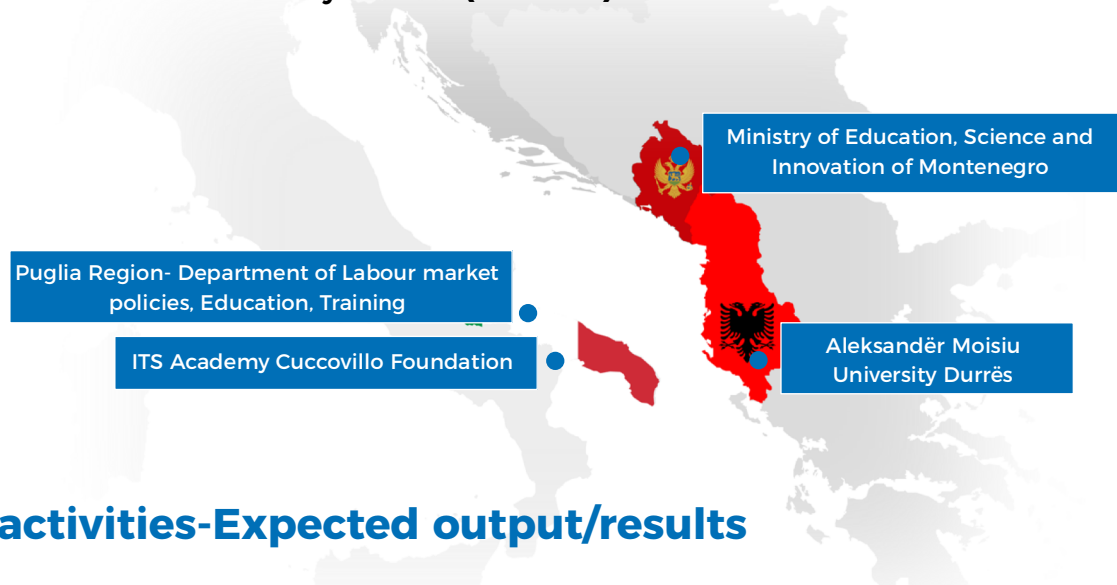 Ministry of Education, Science and
Innovation of Montenegro
Puglia Region- Department of Labour market
policies, Education, Training
ITS Academy Cuccovillo Foundation
Aleksandër Moisiu
University Durrës
activities-Expected output/results